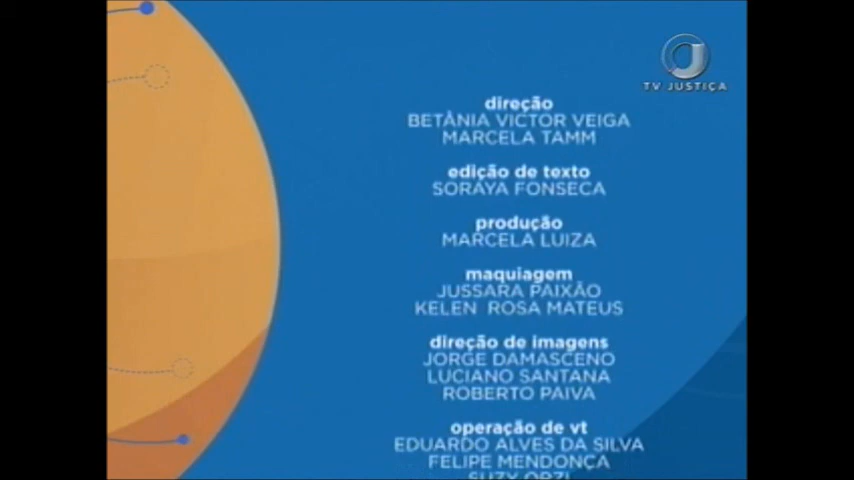 TV JUSTIÇA
direção
BETÂNIA VICTOR VEIGA
MARCELA TAMM
edição de texto
SORAYA FONSECA
produção
MARCELA LUIZA
maquiagem
JUSSARA PAIXÃO
KELEN ROSA MATEUS
direção de imagens
JORGE DAMASCENO
LUCIANO SANTANA
ROBERTO PAIVA
operação de vt
EDUARDO ALVES DA SILVA
FELIPE MENDONÇA
SUZY